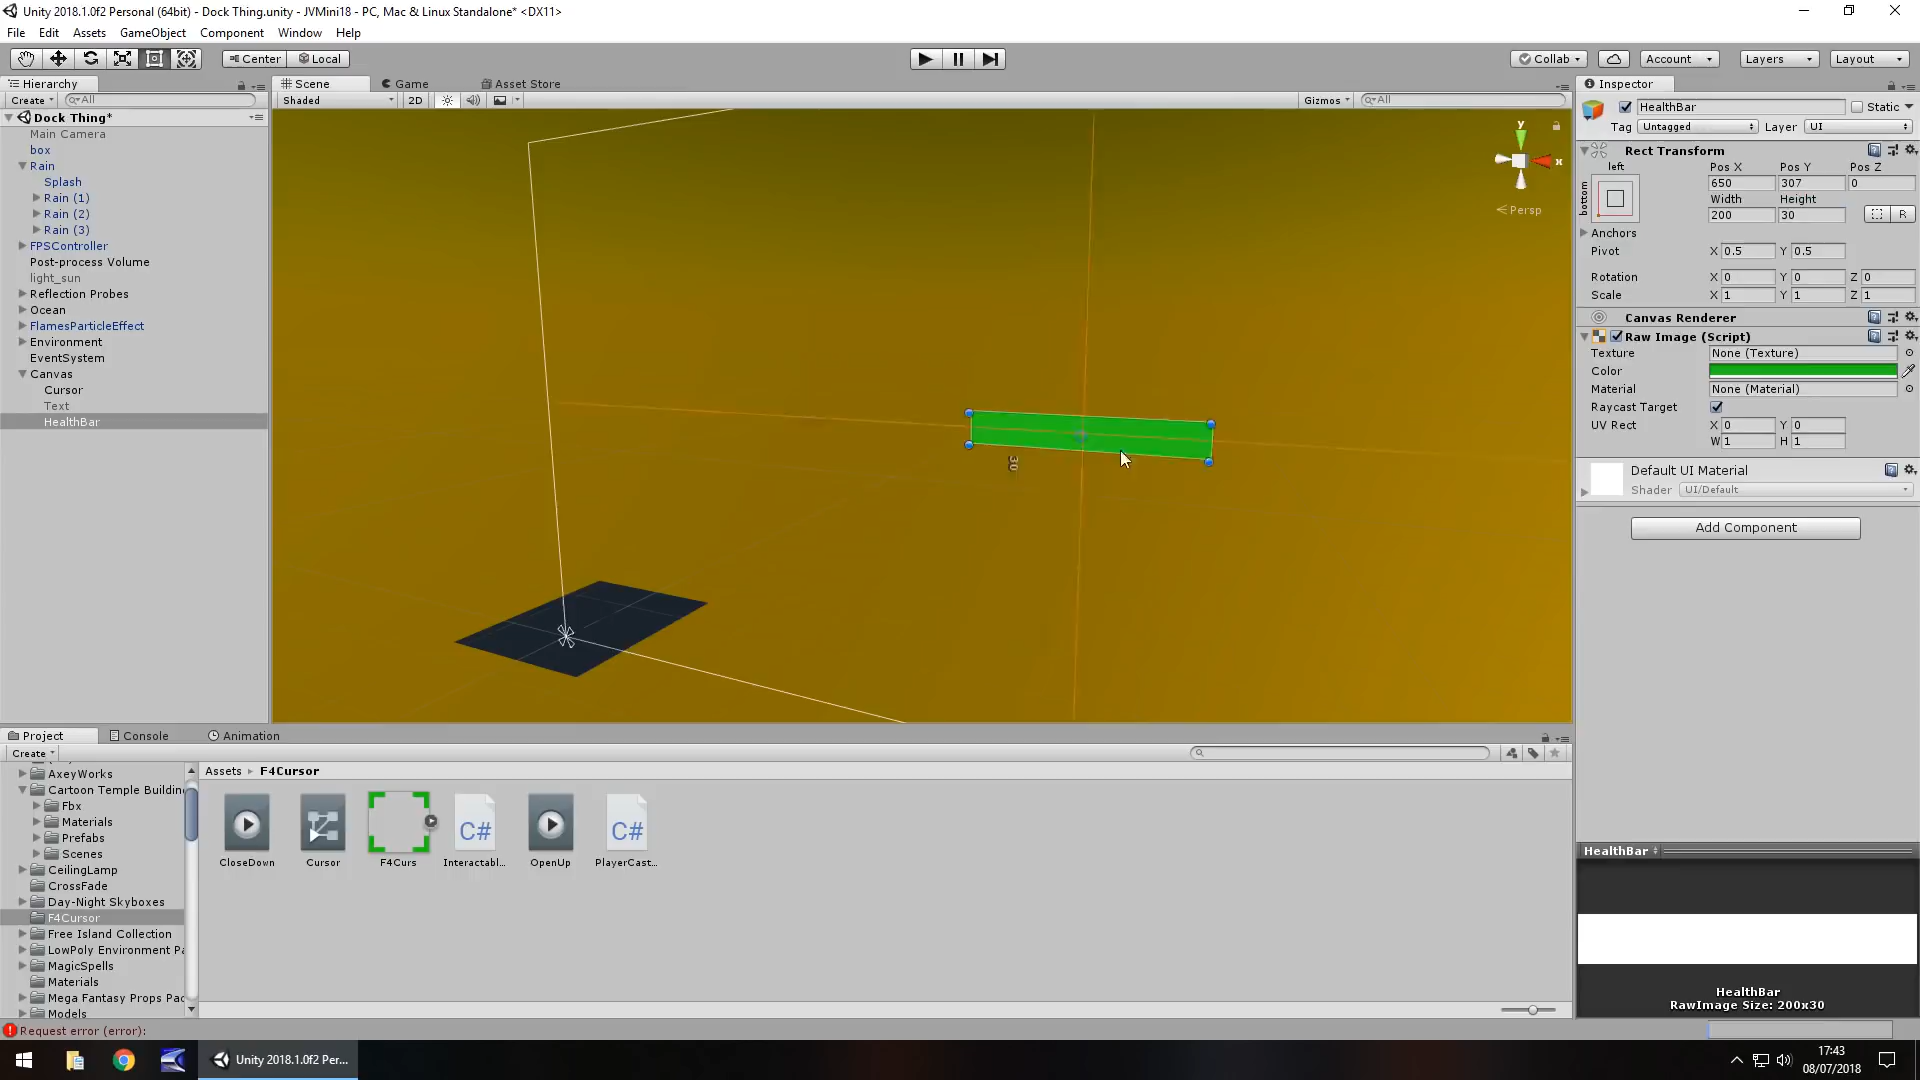 Unity 2018.1.0f2 Personal (64bit) - Dock Thing.unity - JVMini18 - PC, Mac & Linux Standalone* <DX11>
File Edit Assets GameObject Component Window Help
Center Local Collab Account Layers Layout
Hierarchy Scene Game Asset Store Inspector
Create All Shaded 2D Gizmos All
Dock Thing*
Main Camera
box
Rain
Splash
Rain (1)
Rain (2)
Rain (3)
FPSController
Post-process Volume
light_sun
Reflection Probes
Ocean
FlamesParticleEffect
Environment
EventSystem
Canvas
Cursor
Text
HealthBar
y
x
Persp
30
HealthBar Static
Tag Untagged Layer UI
Rect Transform
left Pos X Pos Y Pos Z
bottom 650 307 0
Width Height
200 30 R
Anchors
Pivot X 0.5 Y 0.5
Rotation X 0 Y 0 Z 0
Scale X 1 Y 1 Z 1
Canvas Renderer
Raw Image (Script)
Texture None (Texture)
Color
Material None (Material)
Raycast Target
UV Rect X 0 Y 0
W 1 H 1
Default UI Material
Shader UI/Default
Add Component
Project Console Animation
Create
AxeyWorks
Cartoon Temple Buildin
Fbx
Materials
Prefabs
Scenes
CeilingLamp
CrossFade
Day-Night Skyboxes
F4Cursor
Free Island Collection
LowPoly Environment Pa
MagicSpells
Materials
Mega Fantasy Props Pac
Models
Assets F4Cursor
CloseDown Cursor F4Curs Interactabl... OpenUp PlayerCast...
C# C#
HealthBar
HealthBar
RawImage Size: 200x30
Request error (error):
Unity 2018.1.0f2 Per...
17:43
08/07/2018